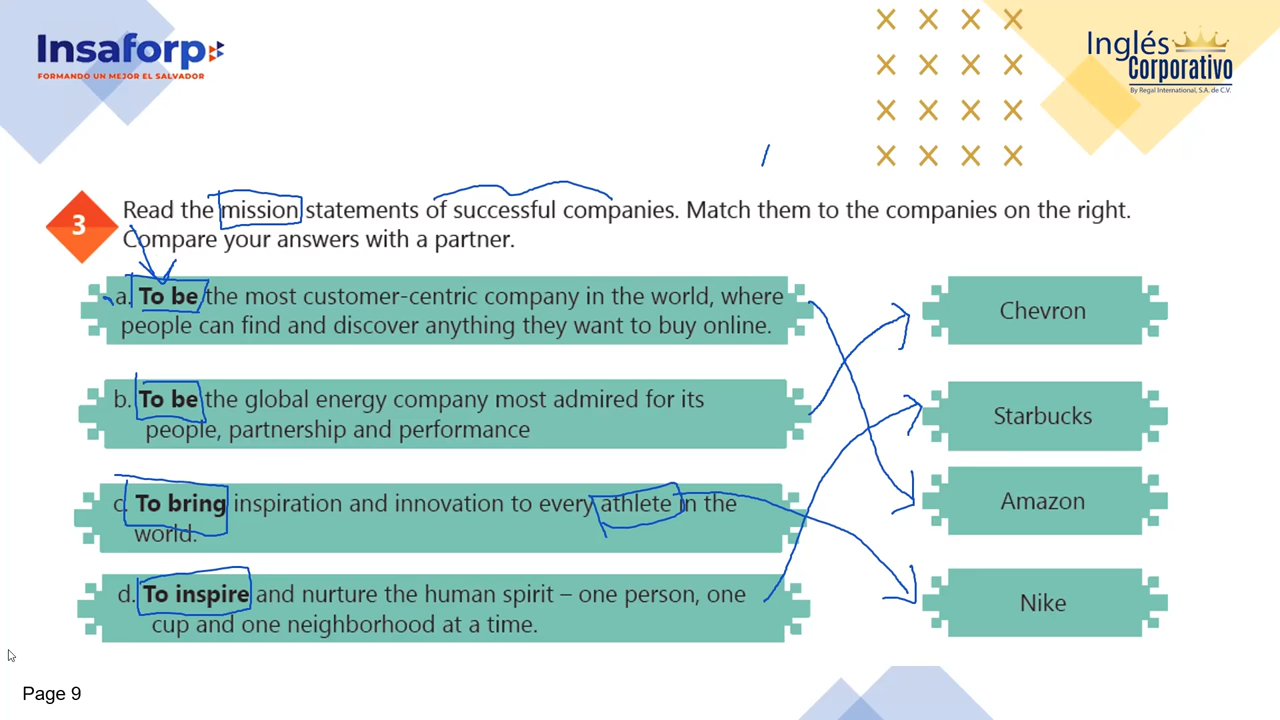 Insaforp
FORMANDO UN MEJOR EL SALVADOR
Inglés
Corporativo
By Regal International, S.A. de C.V.
3
Read the mission statements of successful companies. Match them to the companies on the right.
Compare your answers with a partner.
a. To be the most customer-centric company in the world, where
people can find and discover anything they want to buy online.
b. To be the global energy company most admired for its
people, partnership and performance
c. To bring inspiration and innovation to every athlete in the
world.
d. To inspire and nurture the human spirit – one person, one
cup and one neighborhood at a time.
Chevron
Starbucks
Amazon
Nike
Page 9